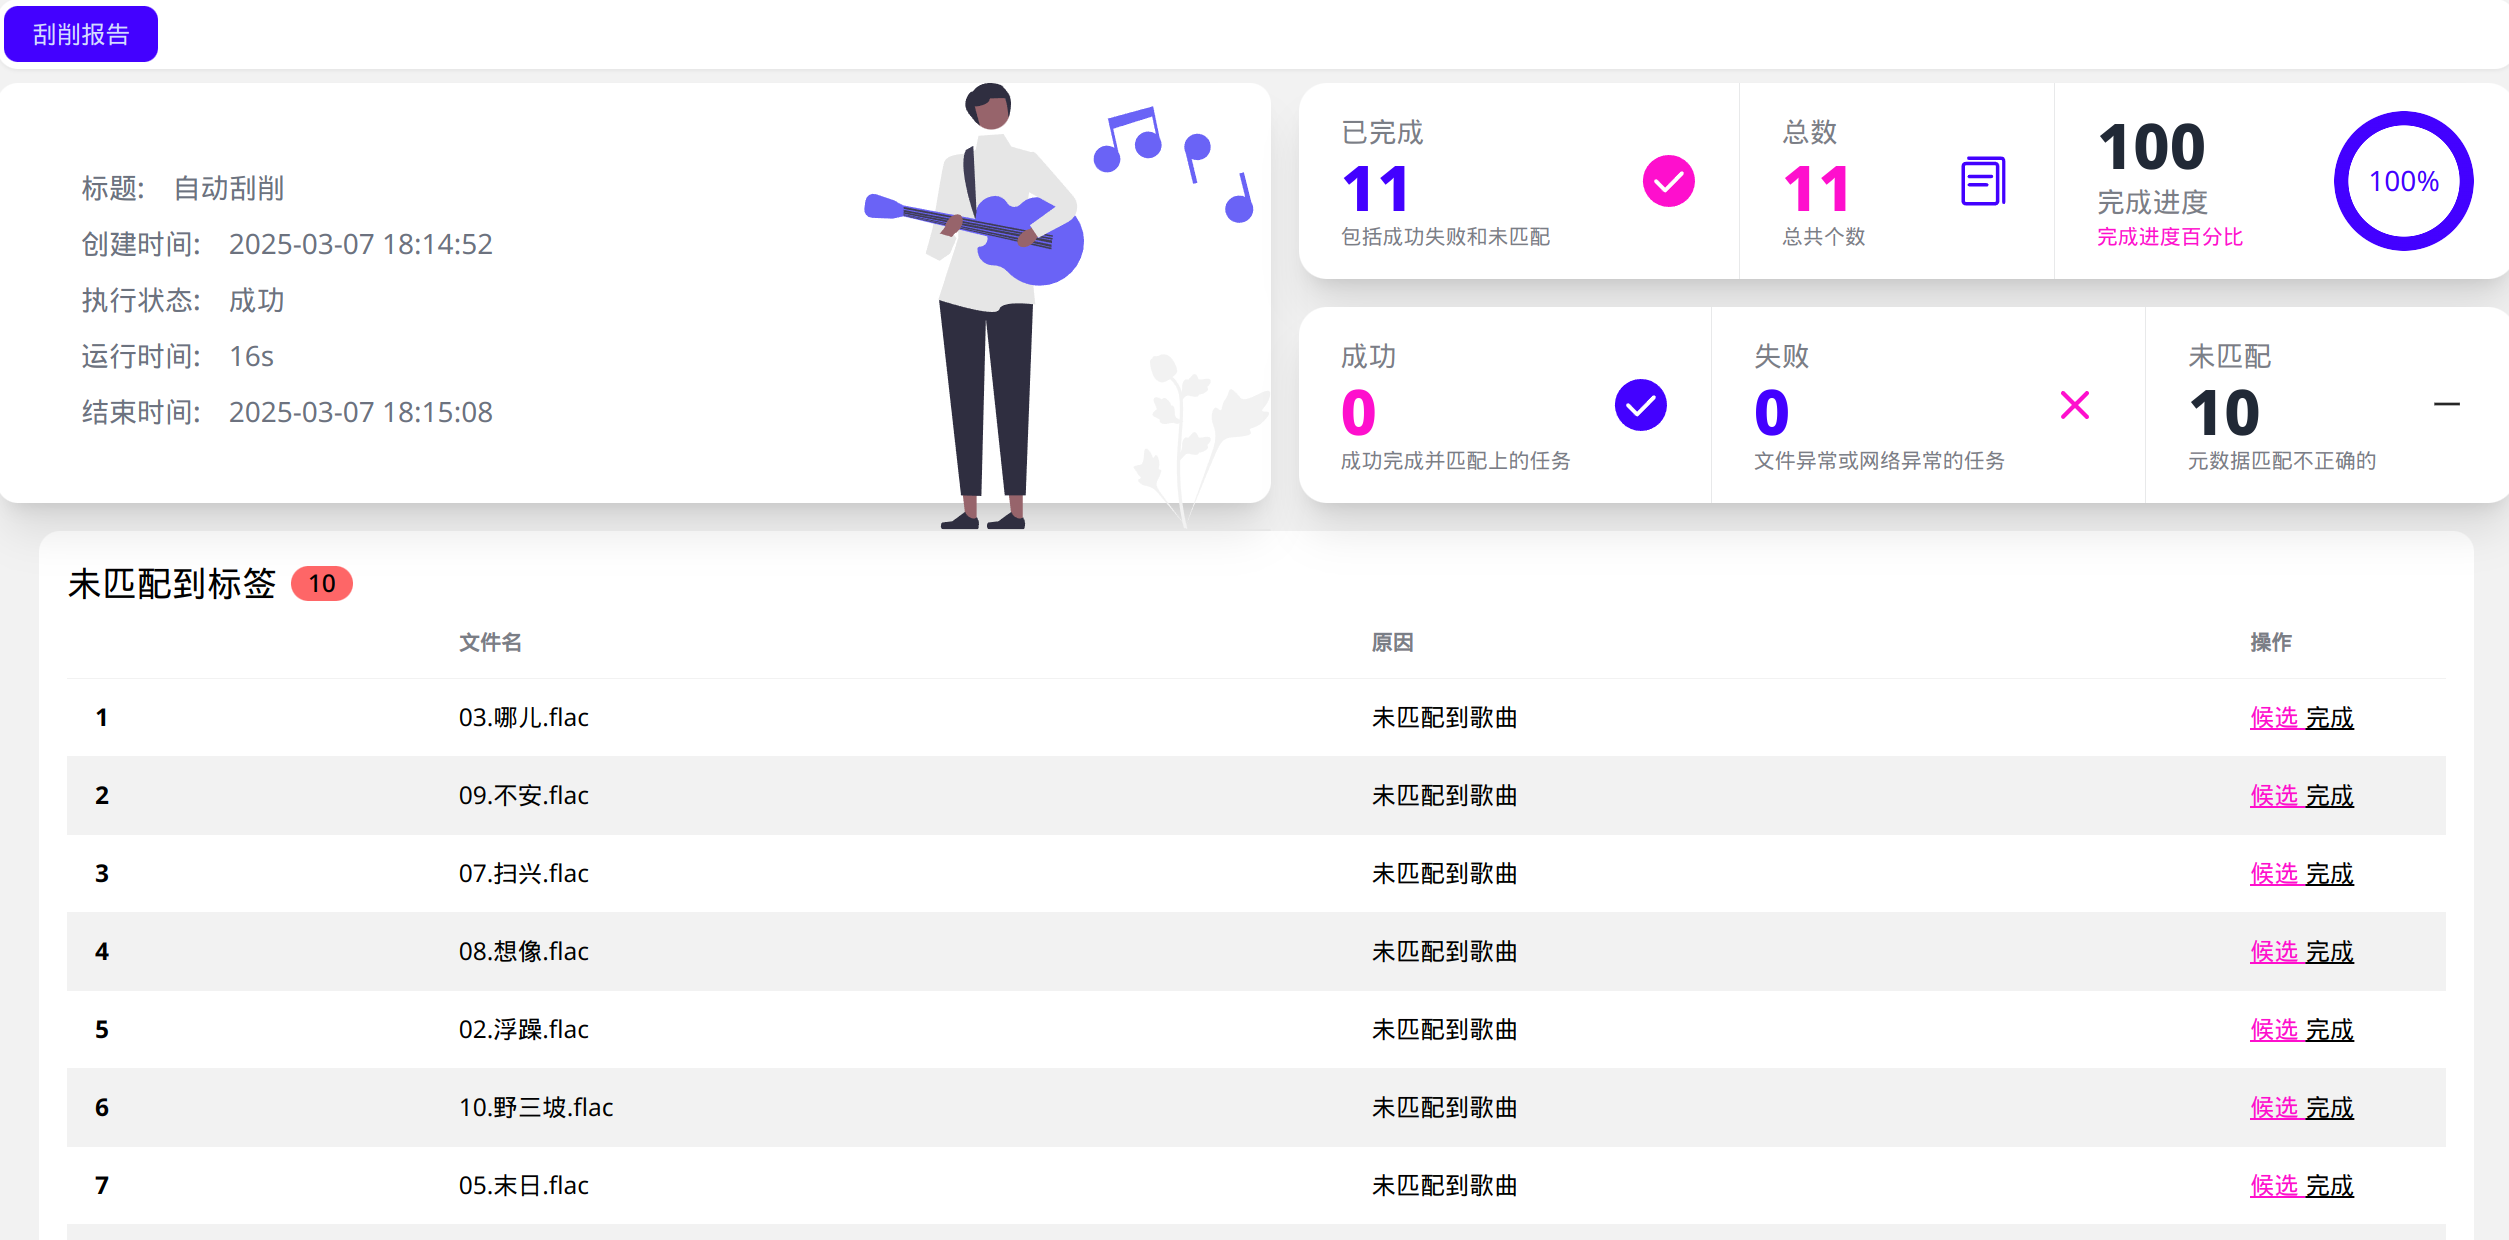 刮削报告
标题: 自动刮削
创建时间: 2025-03-07 18:14:52
执行状态: 成功
运行时间: 16s
结束时间: 2025-03-07 18:15:08
已完成
11
包括成功失败和未匹配
总数
11
总共个数
100
完成进度
完成进度百分比
100%
成功
0
成功完成并匹配上的任务
失败
0
文件异常或网络异常的任务
未匹配
10
元数据匹配不正确的
未匹配到标签 10
文件名 原因 操作
1 03.哪儿.flac 未匹配到歌曲 候选 完成
2 09.不安.flac 未匹配到歌曲 候选 完成
3 07.扫兴.flac 未匹配到歌曲 候选 完成
4 08.想像.flac 未匹配到歌曲 候选 完成
5 02.浮躁.flac 未匹配到歌曲 候选 完成
6 10.野三坡.flac 未匹配到歌曲 候选 完成
7 05.末日.flac 未匹配到歌曲 候选 完成